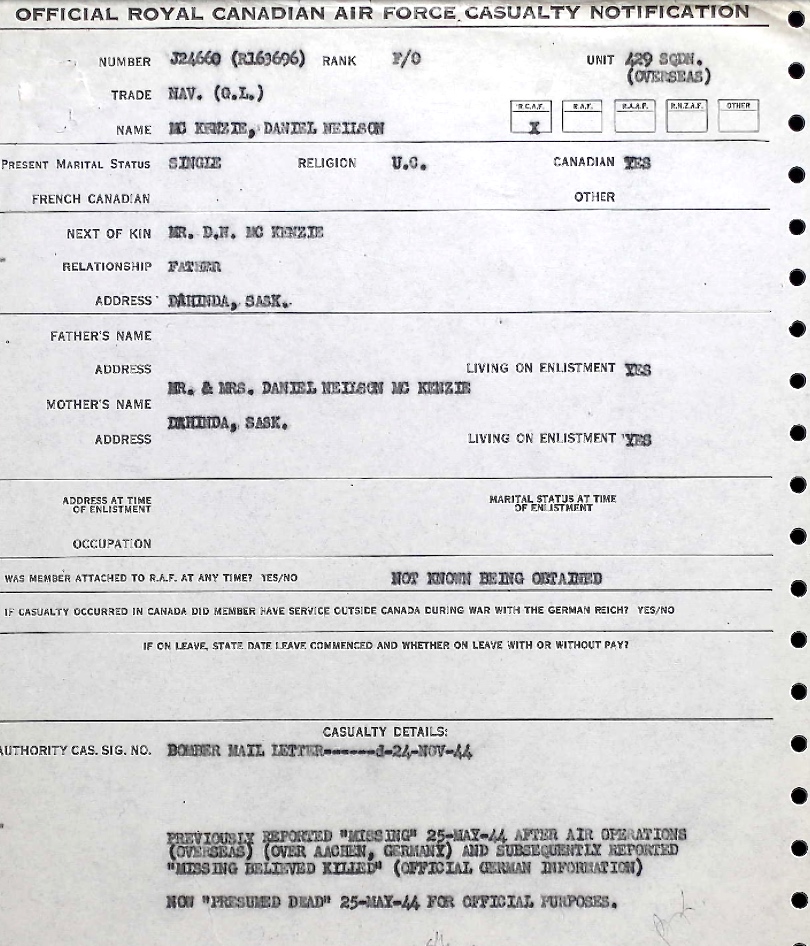 OFFICIAL ROYAL CANADIAN AIR FORCE CASUALTY NOTIFICATION
NUMBER J24660 (R163696) RANK F/O UNIT 429 SQDN.
(OVERSEAS)
TRADE NAV. (G.L.)
R.C.A.F. R.A.F. R.A.A.F. R.N.Z.A.F. OTHER
NAME MC KENZIE, DANIEL NEILSON X
PRESENT MARITAL STATUS SINGLE RELIGION U.C. CANADIAN YES
FRENCH CANADIAN OTHER
NEXT OF KIN MR. D.N. MC KENZIE
RELATIONSHIP FATHER
ADDRESS DAHINDA, SASK.
FATHER'S NAME
ADDRESS LIVING ON ENLISTMENT YES
MR. & MRS. DANIEL NEILSON MC KENZIE
MOTHER'S NAME
DAHINDA, SASK.
ADDRESS LIVING ON ENLISTMENT YES
ADDRESS AT TIME MARITAL STATUS AT TIME
OF ENLISTMENT OF ENLISTMENT
OCCUPATION
WAS MEMBER ATTACHED TO R.A.F. AT ANY TIME? YES/NO NOT KNOWN BEING OBTAINED
IF CASUALTY OCCURRED IN CANADA DID MEMBER HAVE SERVICE OUTSIDE CANADA DURING WAR WITH THE GERMAN REICH? YES/NO
IF ON LEAVE, STATE DATE LEAVE COMMENCED AND WHETHER ON LEAVE WITH OR WITHOUT PAY?
CASUALTY DETAILS:
AUTHORITY CAS. SIG. NO. BOMBER MAIL LETTER------d-24-NOV-44
PREVIOUSLY REPORTED "MISSING" 25-MAY-44 AFTER AIR OPERATIONS
(OVERSEAS) (OVER AACHEN, GERMANY) AND SUBSEQUENTLY REPORTED
"MISSING BELIEVED KILLED" (OFFICIAL GERMAN INFORMATION)
NOW "PRESUMED DEAD" 25-MAY-44 FOR OFFICIAL PURPOSES.